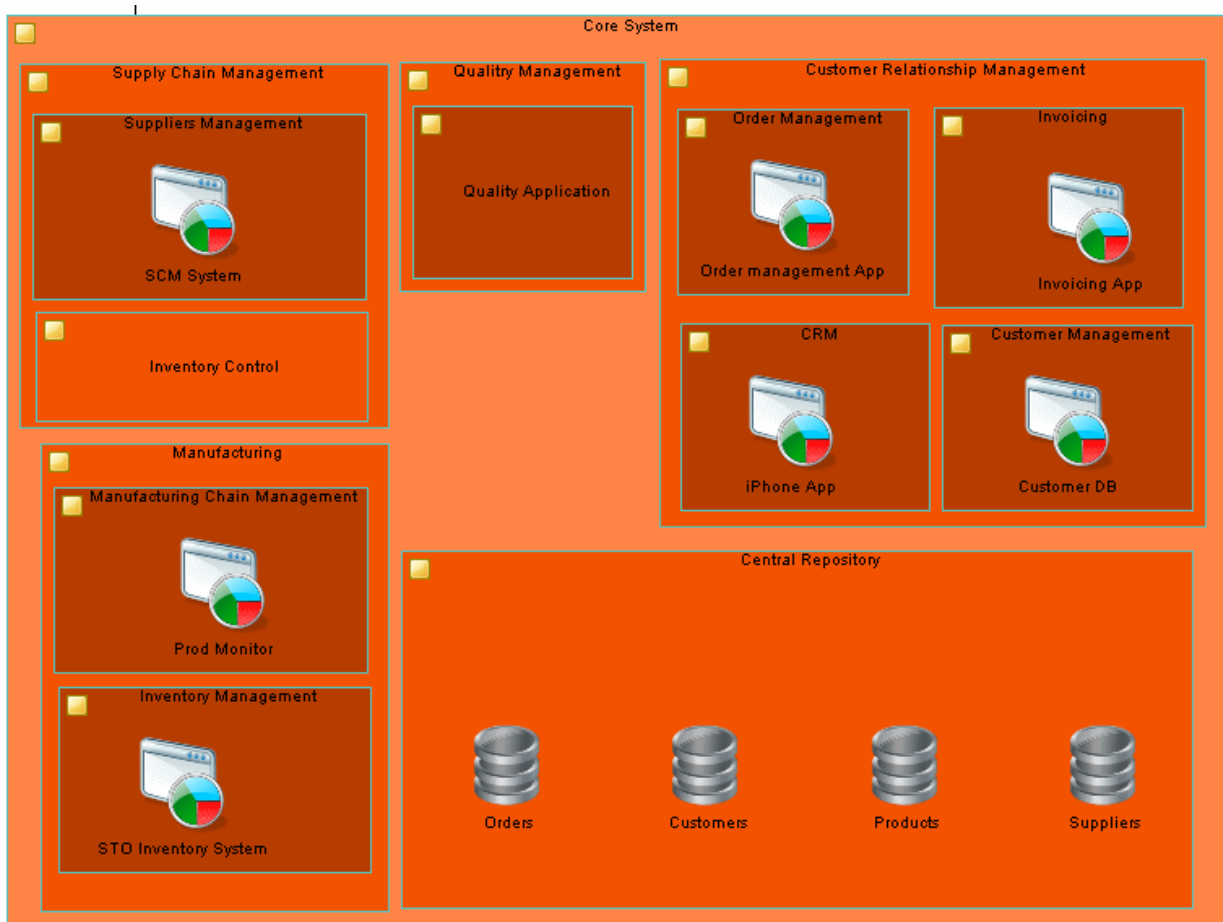 Core System
Supply Chain Management
Suppliers Management
SCM System
Inventory Control
Qualitry Management
Quality Application
Customer Relationship Management
Order Management
Order management App
Invoicing
Invoicing App
CRM
iPhone App
Customer Management
Customer DB
Manufacturing
Manufacturing Chain Management
Prod Monitor
Inventory Management
STO Inventory System
Central Repository
Orders
Customers
Products
Suppliers